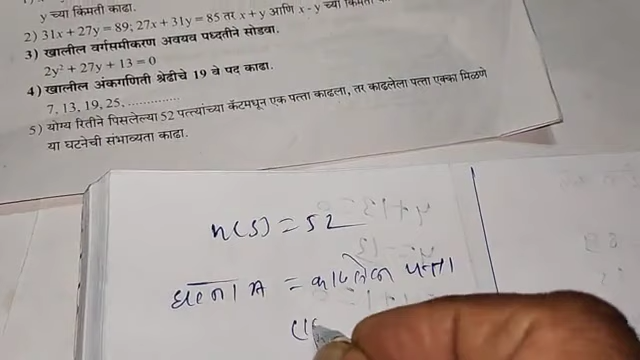 y च्या किमती काढा.
2) 31x + 27y = 89; 27x + 31y = 85 तर x + y आणि x - y च्या किमती
3) खालील वर्गसमीकरण अवयव पध्दतीने सोडवा.
2y² + 27y + 13 = 0
4) खालील अंकगणिती श्रेढीचे 19 वे पद काढा.
7, 13, 19, 25, ..............
5) योग्य रितीने पिसलेल्या 52 पत्त्यांच्या कॅटमधून एक पत्ता काढला, तर काढलेला पत्ता एक्का मिळणे
या घटनेची संभाव्यता काढा.
n(S) = 52
घटना A = काढलेला पत्ता